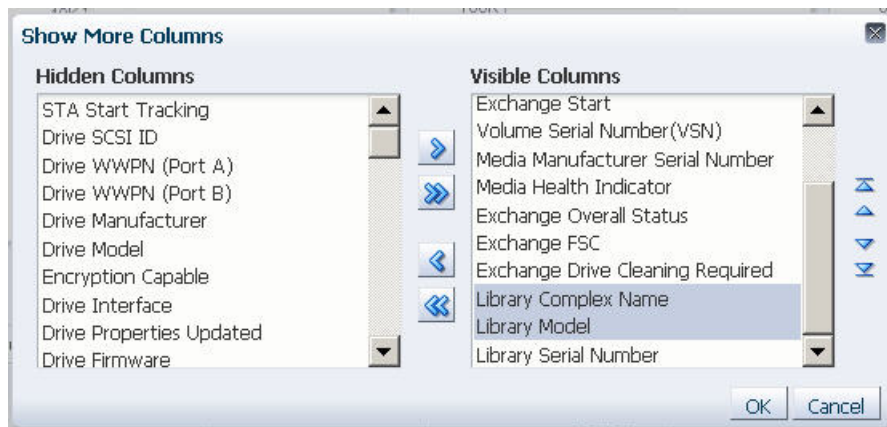 Show More Columns
Hidden Columns
STA Start Tracking
Drive SCSI ID
Drive WWPN (Port A)
Drive WWPN (Port B)
Drive Manufacturer
Drive Model
Encryption Capable
Drive Interface
Drive Properties Updated
Drive Firmware
Visible Columns
Exchange Start
Volume Serial Number(VSN)
Media Manufacturer Serial Number
Media Health Indicator
Exchange Overall Status
Exchange FSC
Exchange Drive Cleaning Required
Library Complex Name
Library Model
Library Serial Number
OK
Cancel